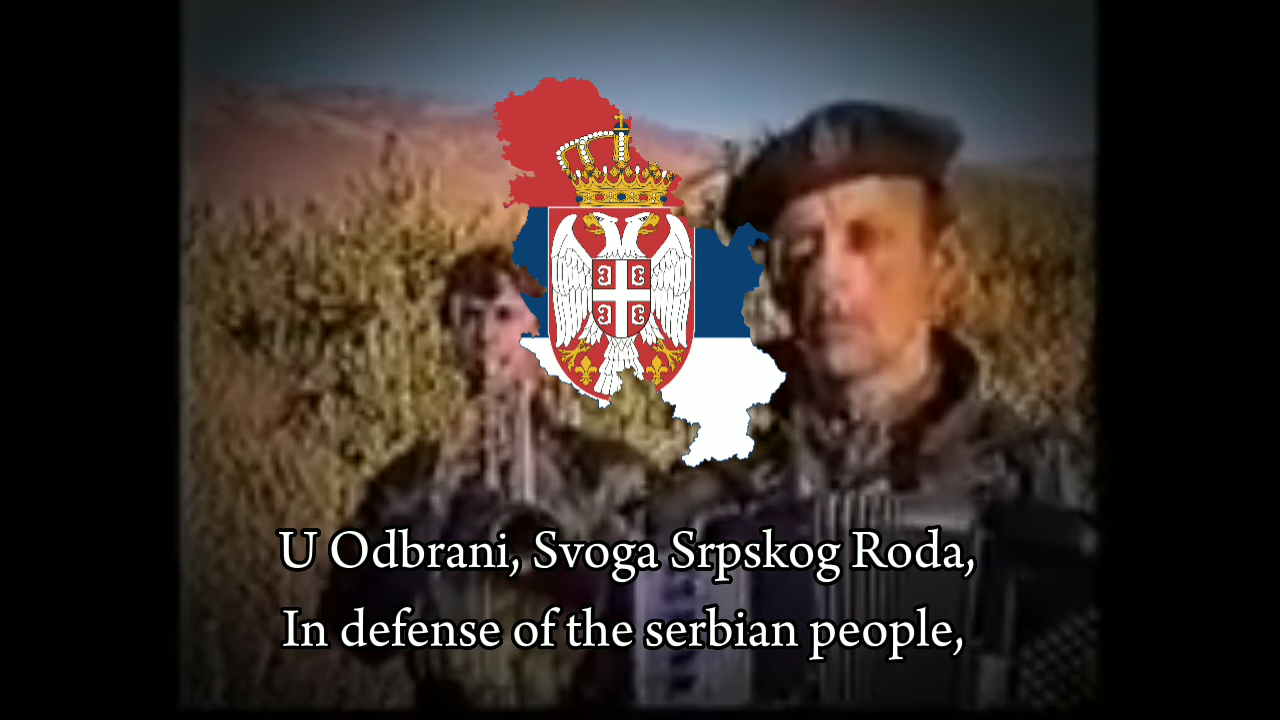 U Odbrani, Svoga Srpskog Roda,
In defense of the serbian people,